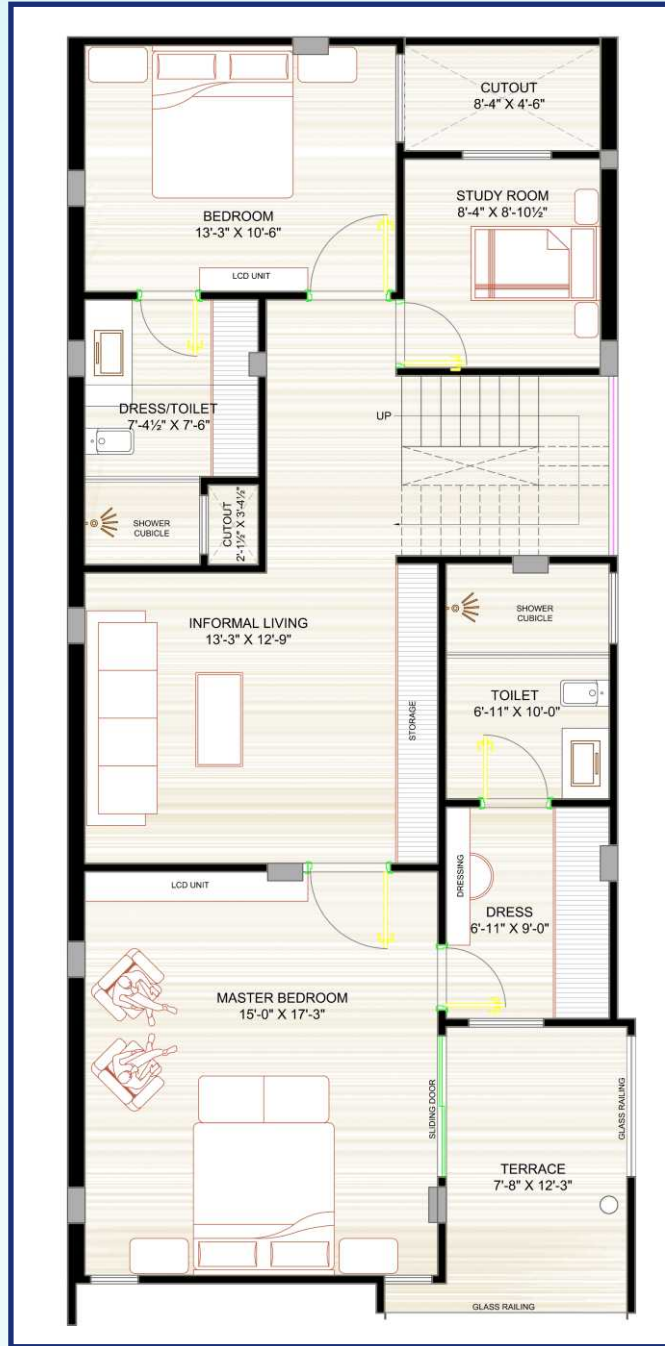 CUTOUT
8'-4" X 4'-6"
STUDY ROOM
8'-4" X 8'-10½"
BEDROOM
13'-3" X 10'-6"
LCD UNIT
DRESS/TOILET
7'-4½" X 7'-6"
UP
SHOWER
CUBICLE
CUTOUT
2'-1½" X 3'-4½"
INFORMAL LIVING
13'-3" X 12'-9"
STORAGE
SHOWER
CUBICLE
TOILET
6'-11" X 10'-0"
LCD UNIT
DRESSING
DRESS
6'-11" X 9'-0"
MASTER BEDROOM
15'-0" X 17'-3"
SLIDING DOOR
GLASS RAILING
TERRACE
7'-8" X 12'-3"
GLASS RAILING